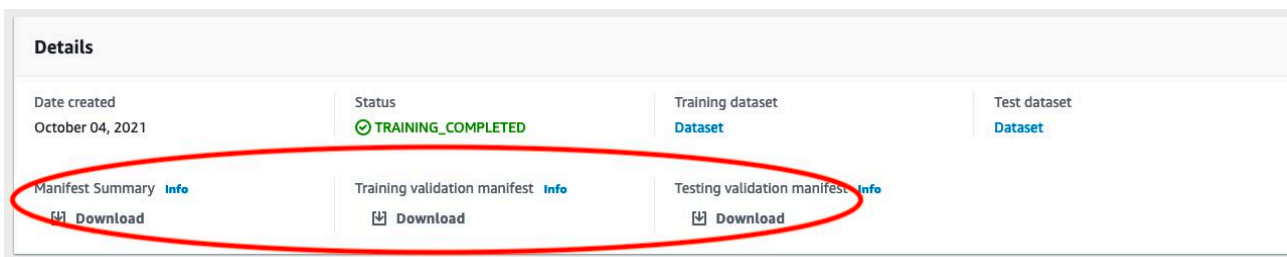 Details
Date created
October 04, 2021
Status
TRAINING_COMPLETED
Training dataset
Dataset
Test dataset
Dataset
Manifest Summary Info
Download
Training validation manifest Info
Download
Testing validation manifest Info
Download